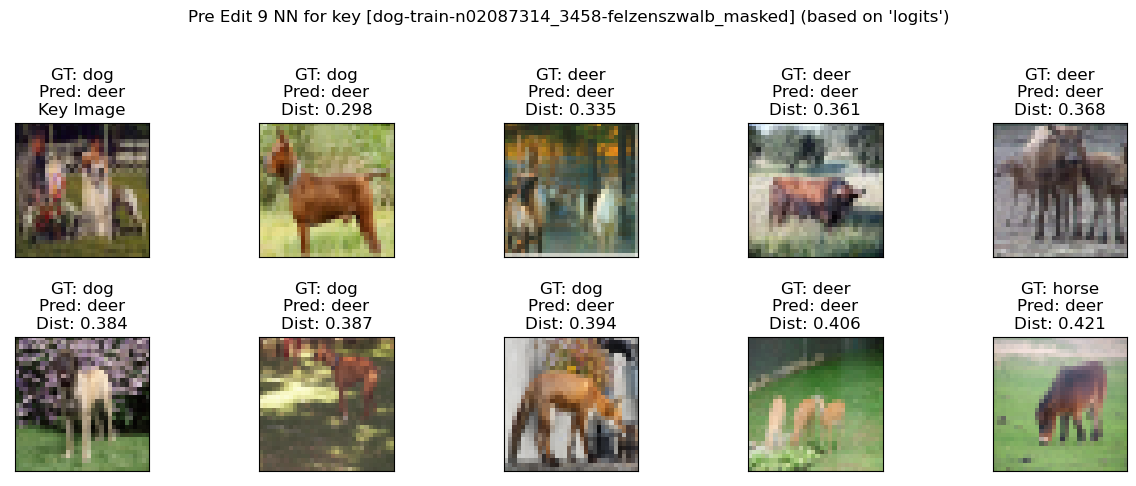 Pre Edit 9 NN for key [dog-train-n02087314_3458-felzenszwalb_masked] (based on 'logits')
GT: dog
Pred: deer
Key Image
GT: dog
Pred: deer
Dist: 0.298
GT: deer
Pred: deer
Dist: 0.335
GT: deer
Pred: deer
Dist: 0.361
GT: deer
Pred: deer
Dist: 0.368
GT: dog
Pred: deer
Dist: 0.384
GT: dog
Pred: deer
Dist: 0.387
GT: dog
Pred: deer
Dist: 0.394
GT: deer
Pred: deer
Dist: 0.406
GT: horse
Pred: deer
Dist: 0.421